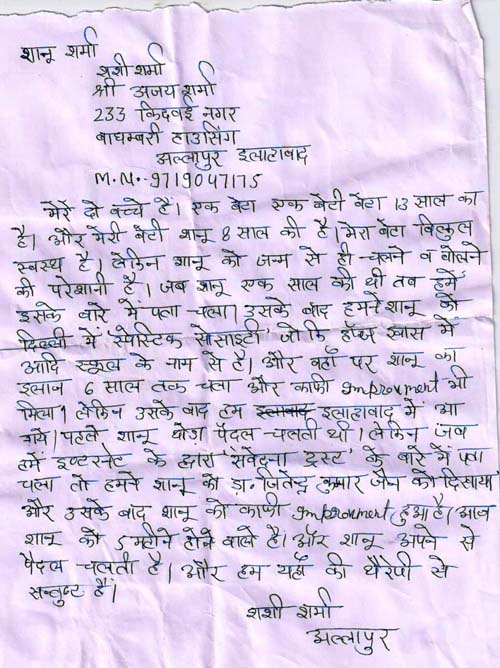 शानू शर्मा
शशी शर्मा
श्री अजय शर्मा
233 किदवई नगर
बाघम्बरी हाउसिंग
अल्लापुर इलाहाबाद
M.N.-9719047175
मेरे दो बच्चे हैं। एक बेटा एक बेटी बेटा 13 साल का
है। और मेरी बेटी शानू 8 साल की है। मेरा बेटा बिल्कुल
स्वस्थ है। लेकिन शानू को जन्म से ही चलने व बोलने
की परेशानी है। जब शानू एक साल की थी तब हमें
इसके बारे में पता चला। उसके बाद हमने शानू को
दिल्ली में 'स्पेस्टिक सोसाइटी' जो कि हौज खास में
आदि स्कूल के नाम से है। और वहाँ पर शानू का
इलाज 6 साल तक चला और काफी Improvment भी
मिला। लेकिन उसके बाद हम इलाहाबाद में आ
गये। पहले शानू थोड़ा पैदल चलती थी। लेकिन जब
हमें इण्टरनेट के द्वारा 'संवेदना ट्रस्ट' के बारे में पता
चला तो हमने शानू को डा. जितेन्द्र कुमार जैन को दिखाया
और उसके बाद शानू को काफी Improvment हुआ है। आज
शानू को 5 महीने होने वाले है। और शानू अपने से
पैदल चलती है। और हम यहाँ की थैरेपी से
सन्तुष्ट हैं।
शशी शर्मा
अल्लापुर